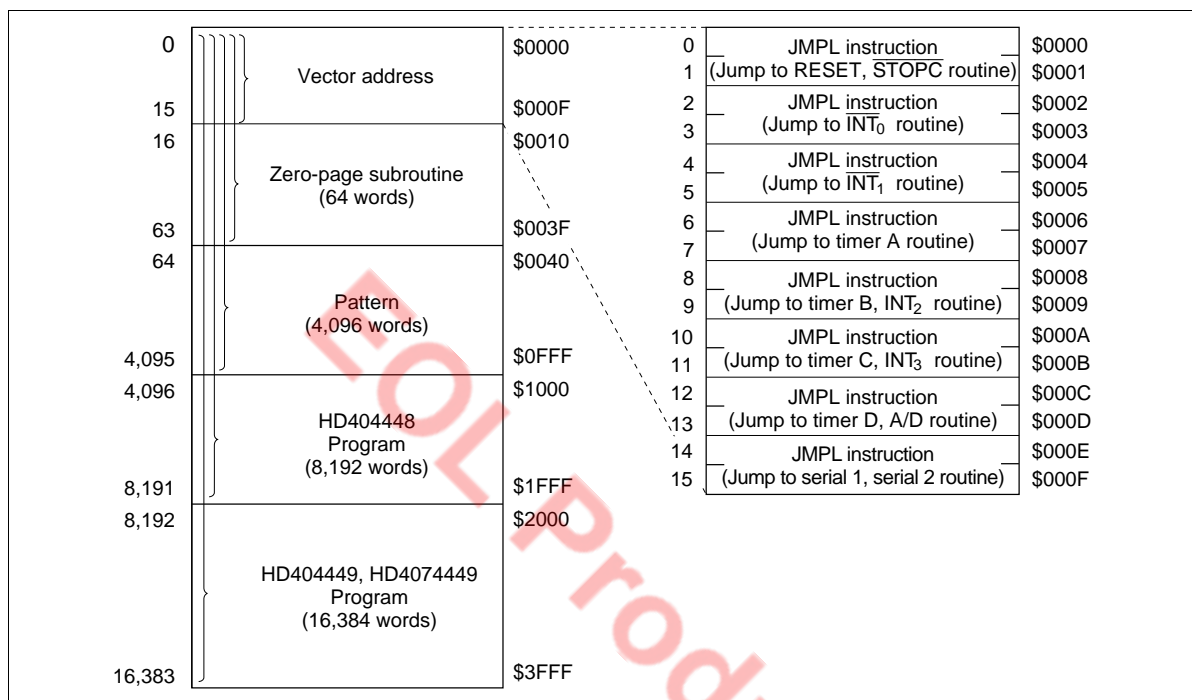 0
$0000
Vector address
15
$000F
16
$0010
Zero-page subroutine
(64 words)
63
$003F
64
$0040
Pattern
(4,096 words)
4,095
$0FFF
4,096
$1000
HD404448
Program
(8,192 words)
8,191
$1FFF
8,192
$2000
HD404449, HD4074449
Program
(16,384 words)
16,383
$3FFF
0
JMPL instruction
$0000
1
(Jump to RESET, STOPC routine)
$0001
2
JMPL instruction
$0002
3
(Jump to INT0 routine)
$0003
4
JMPL instruction
$0004
5
(Jump to INT1 routine)
$0005
6
JMPL instruction
$0006
7
(Jump to timer A routine)
$0007
8
JMPL instruction
$0008
9
(Jump to timer B, INT2 routine)
$0009
10
JMPL instruction
$000A
11
(Jump to timer C, INT3 routine)
$000B
12
JMPL instruction
$000C
13
(Jump to timer D, A/D routine)
$000D
14
JMPL instruction
$000E
15
(Jump to serial 1, serial 2 routine)
$000F
EOL Produ